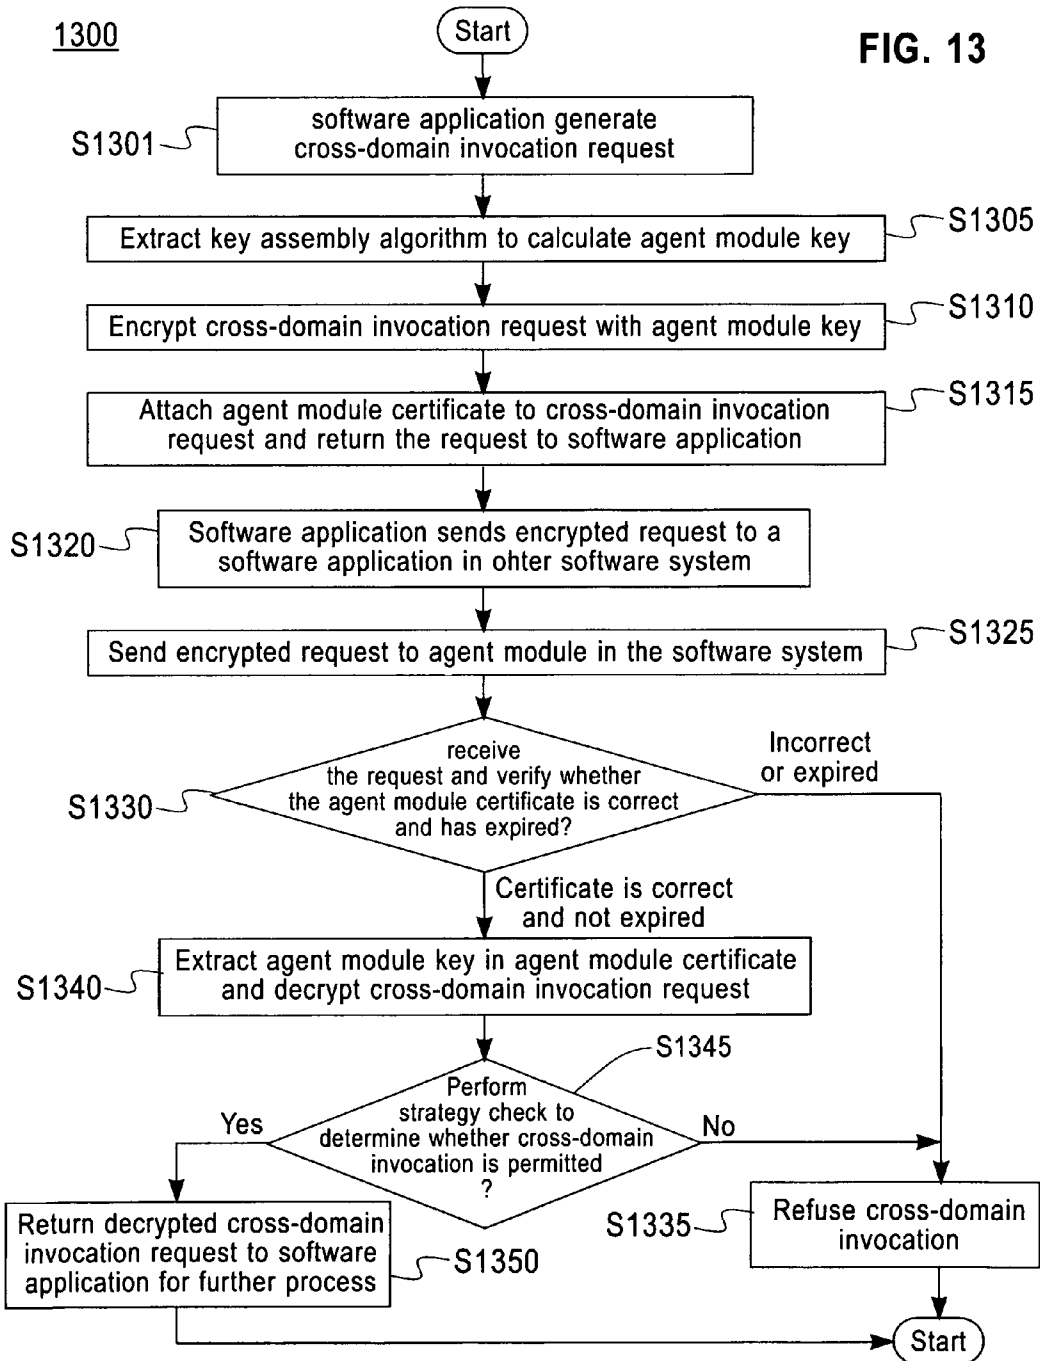 1300
Start
FIG. 13
S1301
software application generate
cross-domain invocation request
S1305
Extract key assembly algorithm to calculate agent module key
S1310
Encrypt cross-domain invocation request with agent module key
S1315
Attach agent module certificate to cross-domain invocation
request and return the request to software application
S1320
Software application sends encrypted request to a
software application in ohter software system
S1325
Send encrypted request to agent module in the software system
S1330
receive
the request and verify whether
the agent module certificate is correct
and has expired?
Incorrect
or expired
Certificate is correct
and not expired
S1340
Extract agent module key in agent module certificate
and decrypt cross-domain invocation request
S1345
Perform
strategy check to
determine whether cross-domain
invocation is permitted
?
Yes
No
Return decrypted cross-domain
invocation request to software
application for further process
S1350
S1335
Refuse cross-domain
invocation
Start